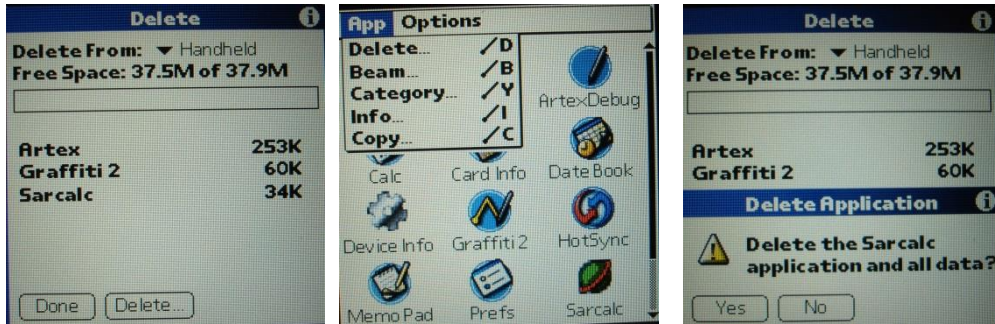 Delete
i
Delete From: Handheld
Free Space: 37.5M of 37.9M
Artex 253K
Graffiti 2 60K
Sarcalc 34K
Done Delete...
App Options
Delete... /D
Beam... /B
Category... /Y
Info... /I
Copy... /C
ArtexDebug
Calc Card Info Date Book
Device Info Graffiti 2 HotSync
Memo Pad Prefs Sarcalc
Delete
i
Delete From: Handheld
Free Space: 37.5M of 37.9M
Artex 253K
Graffiti 2 60K
Delete Application
i
Delete the Sarcalc
application and all data?
Yes No